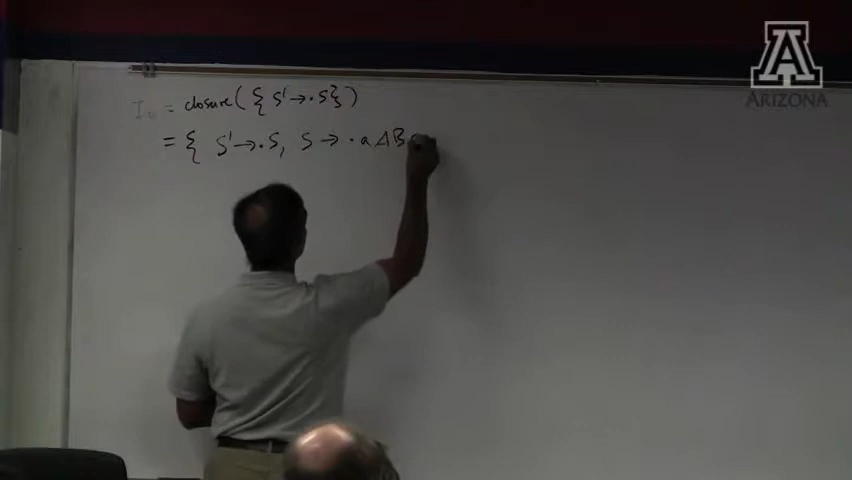 I₀ = closure({ S' → . S })
= { S' → . S, S → . a A B
A
ARIZONA